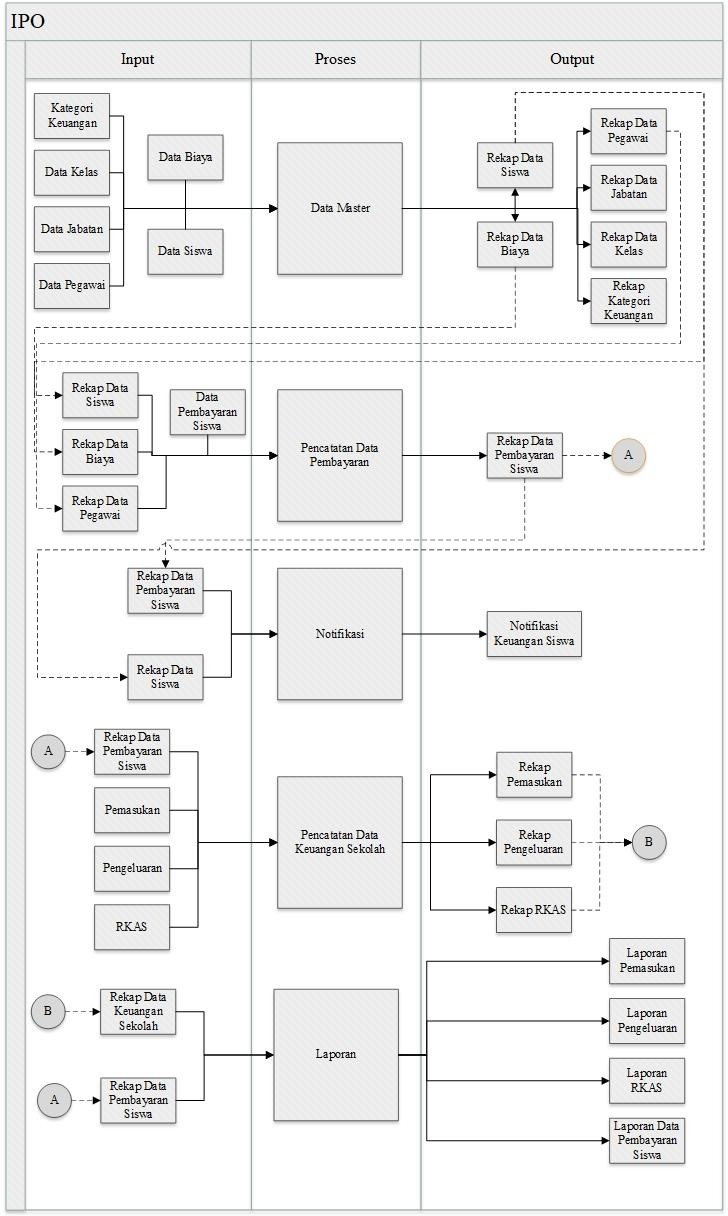 IPO
Input
Proses
Output
Kategori
Keuangan
Data Kelas
Data Jabatan
Data Pegawai
Data Biaya
Data Siswa
Data Master
Rekap Data
Siswa
Rekap Data
Biaya
Rekap Data
Pegawai
Rekap Data
Jabatan
Rekap Data
Kelas
Rekap
Kategori
Keuangan
Rekap Data
Siswa
Rekap Data
Biaya
Rekap Data
Pegawai
Data
Pembayaran
Siswa
Pencatatan Data
Pembayaran
Rekap Data
Pembayaran
Siswa
A
Rekap Data
Pembayaran
Siswa
Rekap Data
Siswa
Notifikasi
Notifikasi
Keuangan Siswa
A
Rekap Data
Pembayaran
Siswa
Pemasukan
Pengeluaran
RKAS
Pencatatan Data
Keuangan Sekolah
Rekap
Pemasukan
Rekap
Pengeluaran
Rekap RKAS
B
B
Rekap Data
Keuangan
Sekolah
A
Rekap Data
Pembayaran
Siswa
Laporan
Laporan
Pemasukan
Laporan
Pengeluaran
Laporan
RKAS
Laporan Data
Pembayaran
Siswa